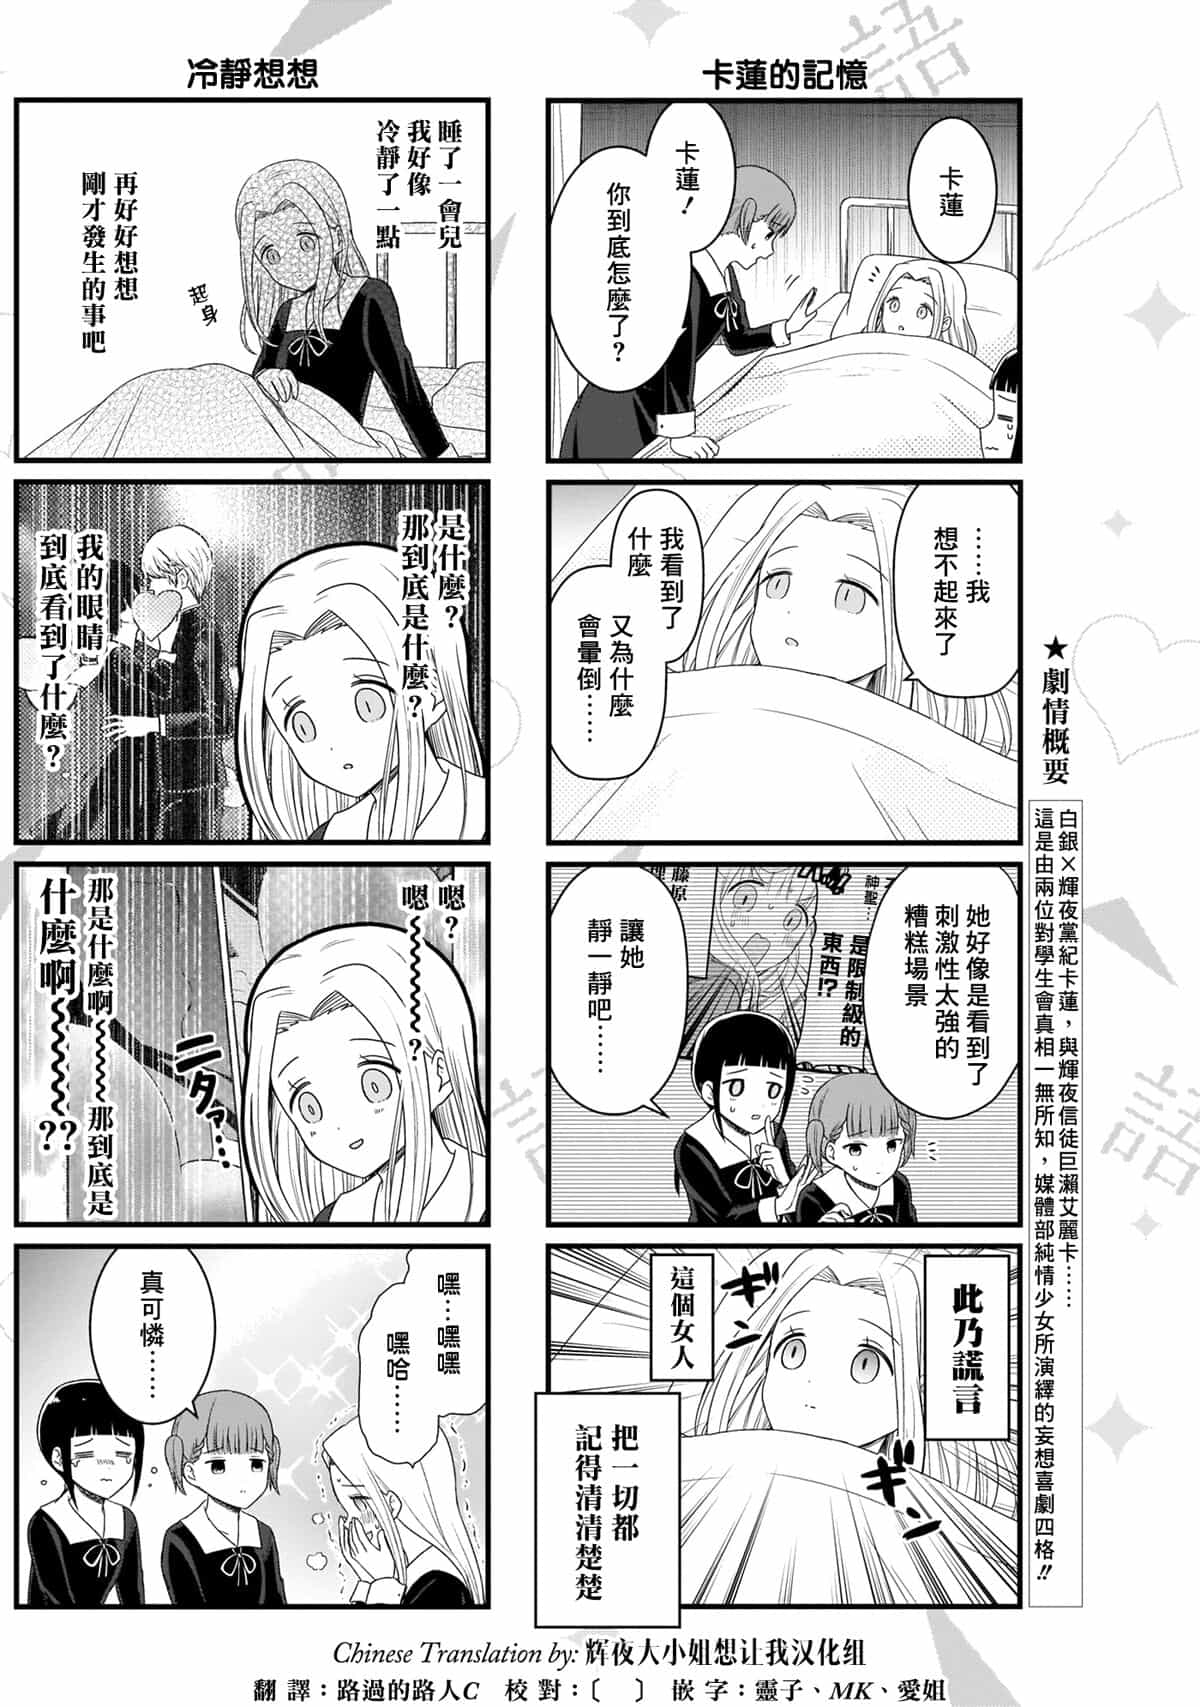 ★劇情概要
白銀×輝夜黨紀卡蓮，與輝夜信徒巨瀨艾麗卡……
這是由兩位對學生會真相一無所知，媒體部純情少女所演繹的妄想喜劇四格!!
卡蓮的記憶
卡蓮
卡蓮！
你到底怎麼了？
……我
想不起來了
我看到了
什麼
又為什麼
會暈倒……
她好像是看到了
刺激性太強的
糟糕場景
讓她
靜一靜吧……
神聖…
是限制級的
東西!?
藤原
此乃謊言
這個女人
把一切都
記得清清楚楚
冷靜想想
睡了一會兒
我好像
冷靜了一點
再好好想想
剛才發生的事吧
起身
是什麼？
那到底是什麼？
我的眼睛
到底看到了什麼？
嗯？
嗯～～～？
ニタァ…
那是什麼啊～～～～那到底是
什麼啊～～～～??
嘿…嘿嘿
嘿哈……
真可憐……
Chinese Translation by: 辉夜大小姐想让我汉化组
翻譯：路過的路人C 校對：〔 〕 嵌字：靈子、MK、愛姐